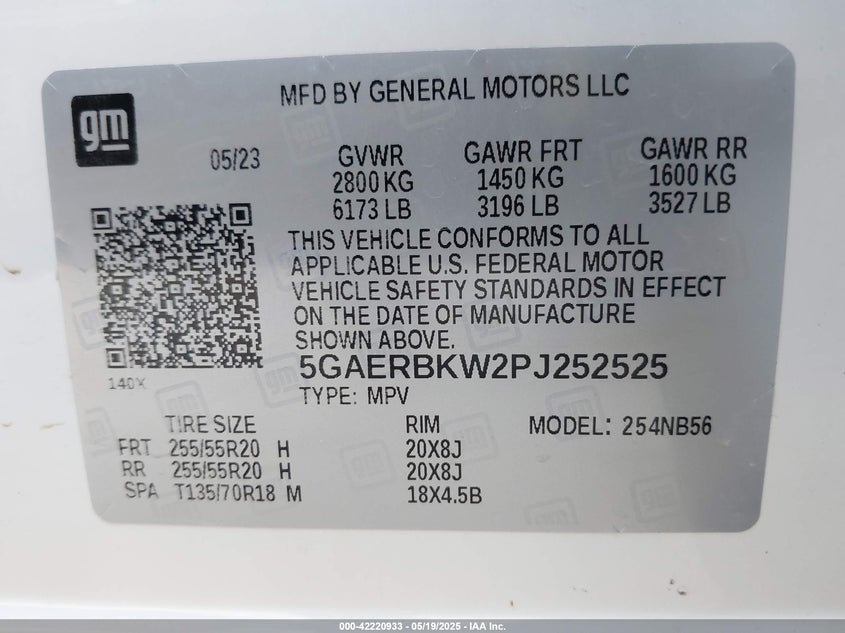 gm
MFD BY GENERAL MOTORS LLC
05/23 GVWR GAWR FRT GAWR RR
2800 KG 1450 KG 1600 KG
6173 LB 3196 LB 3527 LB
THIS VEHICLE CONFORMS TO ALL
APPLICABLE U.S. FEDERAL MOTOR
VEHICLE SAFETY STANDARDS IN EFFECT
ON THE DATE OF MANUFACTURE
SHOWN ABOVE.
5GAERBKW2PJ252525
140X
TYPE: MPV
TIRE SIZE RIM MODEL: 254NB56
FRT 255/55R20 H 20X8J
RR 255/55R20 H 20X8J
SPA T135/70R18 M 18X4.5B
000-42220933 - 05/19/2025 - IAA Inc.